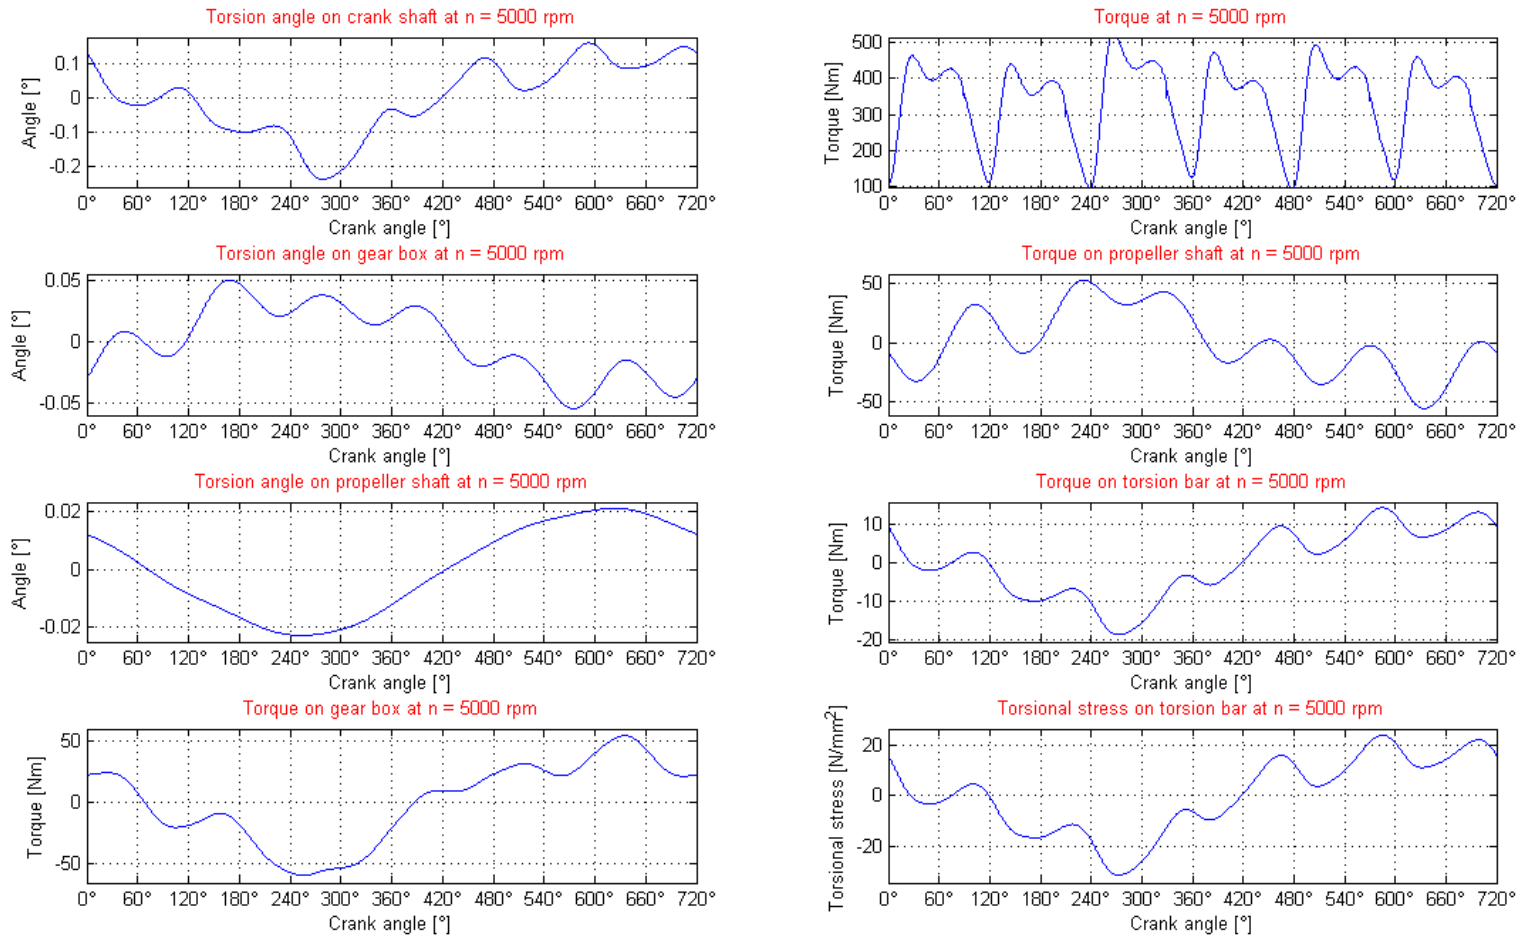 Torsion angle on crank shaft at n = 5000 rpm
Angle [°]
0.1
0
-0.1
-0.2
0° 60° 120° 180° 240° 300° 360° 420° 480° 540° 600° 660° 720°
Crank angle [°]
Torque at n = 5000 rpm
Torque [Nm]
500
400
300
200
100
0° 60° 120° 180° 240° 300° 360° 420° 480° 540° 600° 660° 720°
Crank angle [°]
Torsion angle on gear box at n = 5000 rpm
Angle [°]
0.05
0
-0.05
0° 60° 120° 180° 240° 300° 360° 420° 480° 540° 600° 660° 720°
Crank angle [°]
Torque on propeller shaft at n = 5000 rpm
Torque [Nm]
50
0
-50
0° 60° 120° 180° 240° 300° 360° 420° 480° 540° 600° 660° 720°
Crank angle [°]
Torsion angle on propeller shaft at n = 5000 rpm
Angle [°]
0.02
0
-0.02
0° 60° 120° 180° 240° 300° 360° 420° 480° 540° 600° 660° 720°
Crank angle [°]
Torque on torsion bar at n = 5000 rpm
Torque [Nm]
10
0
-10
-20
0° 60° 120° 180° 240° 300° 360° 420° 480° 540° 600° 660° 720°
Crank angle [°]
Torque on gear box at n = 5000 rpm
Torque [Nm]
50
0
-50
0° 60° 120° 180° 240° 300° 360° 420° 480° 540° 600° 660° 720°
Crank angle [°]
Torsional stress on torsion bar at n = 5000 rpm
Torsional stress [N/mm²]
20
0
-20
0° 60° 120° 180° 240° 300° 360° 420° 480° 540° 600° 660° 720°
Crank angle [°]